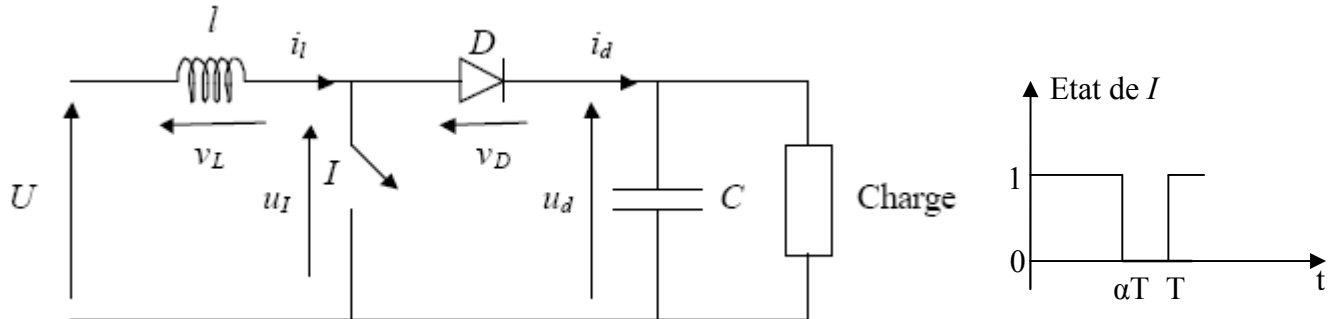 l
i_l
D
i_d
v_L
v_D
U
u_I
I
u_d
C
Charge
Etat de I
1
0
αT
T
t